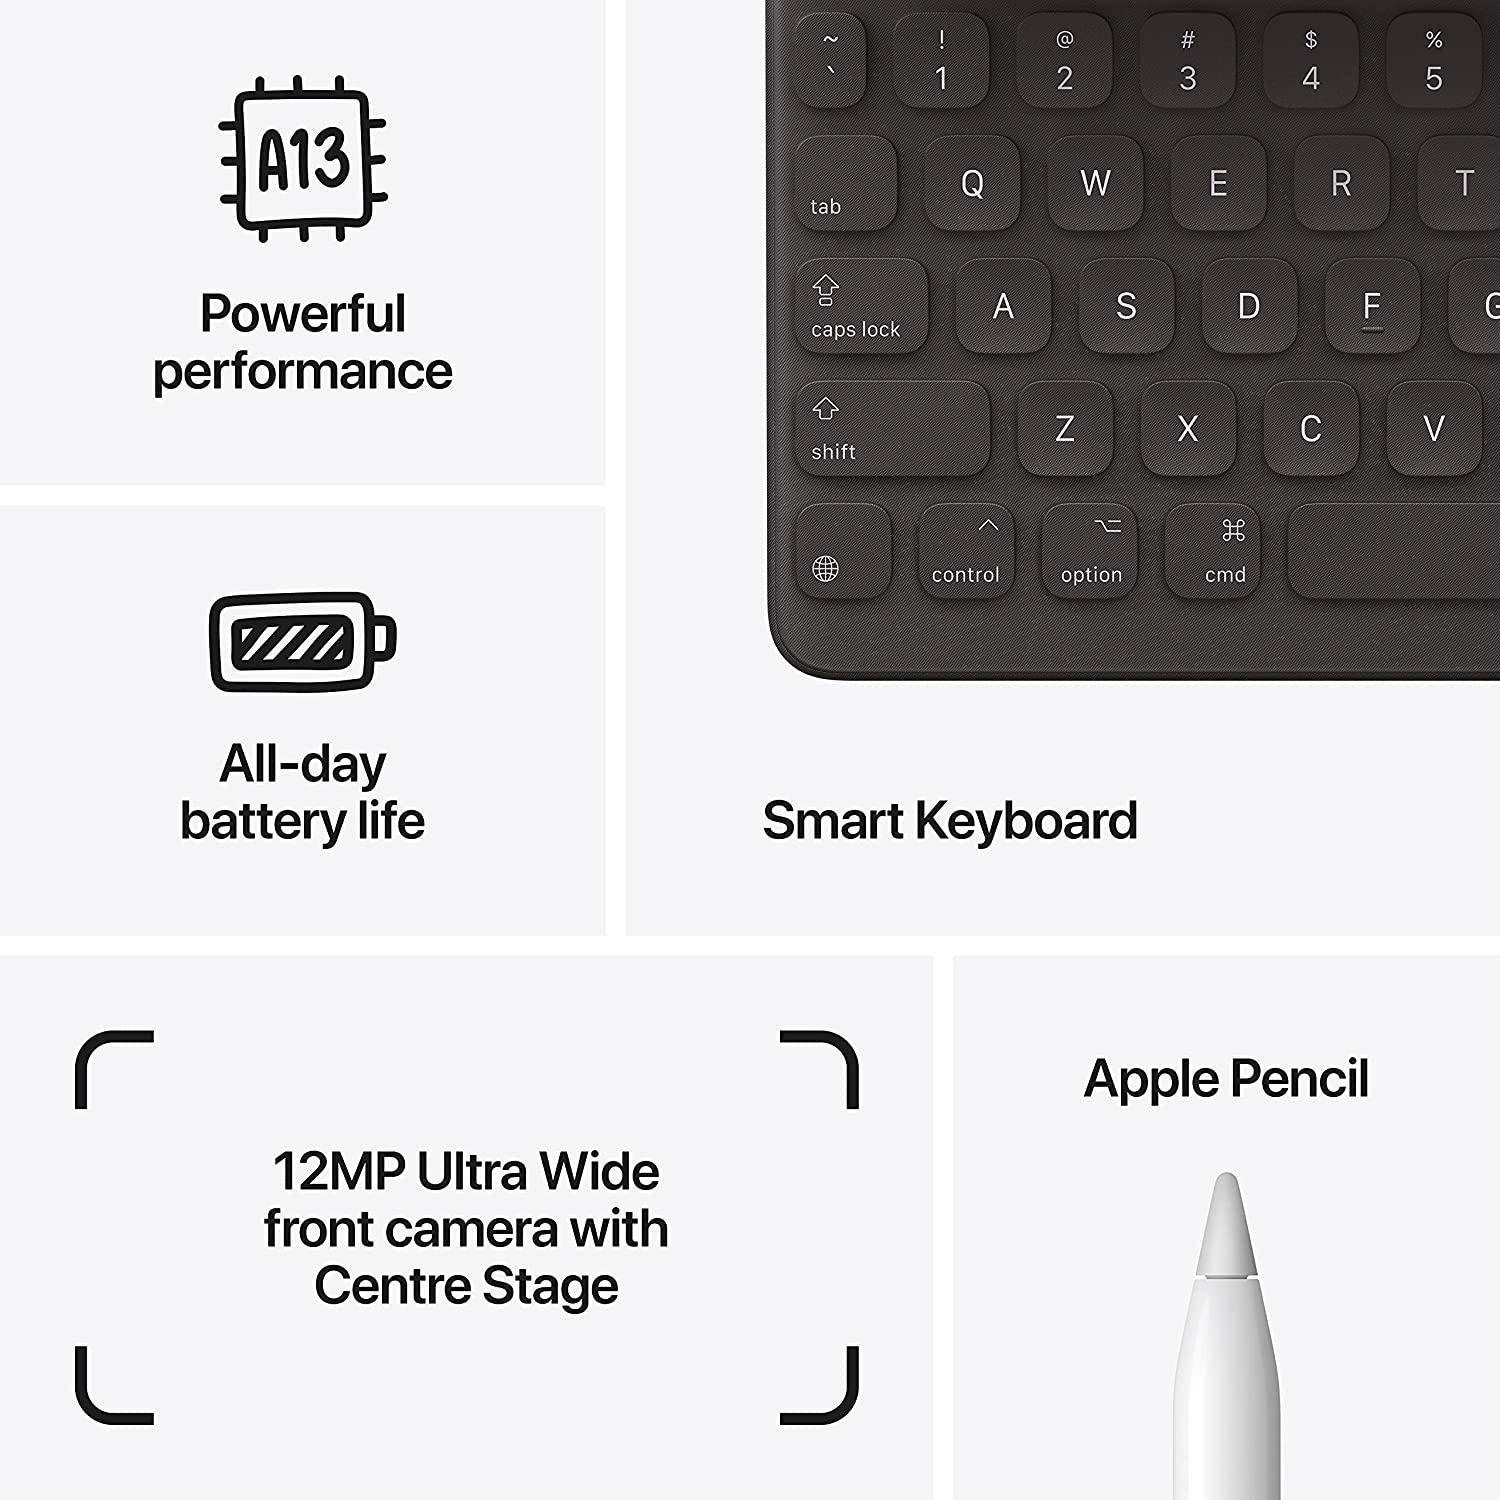 A13
Powerful
performance
~ ! @ # $ %
` 1 2 3 4 5
tab Q W E R T
caps lock A S D F G
shift Z X C V
control option cmd
All-day
battery life
Smart Keyboard
12MP Ultra Wide
front camera with
Centre Stage
Apple Pencil